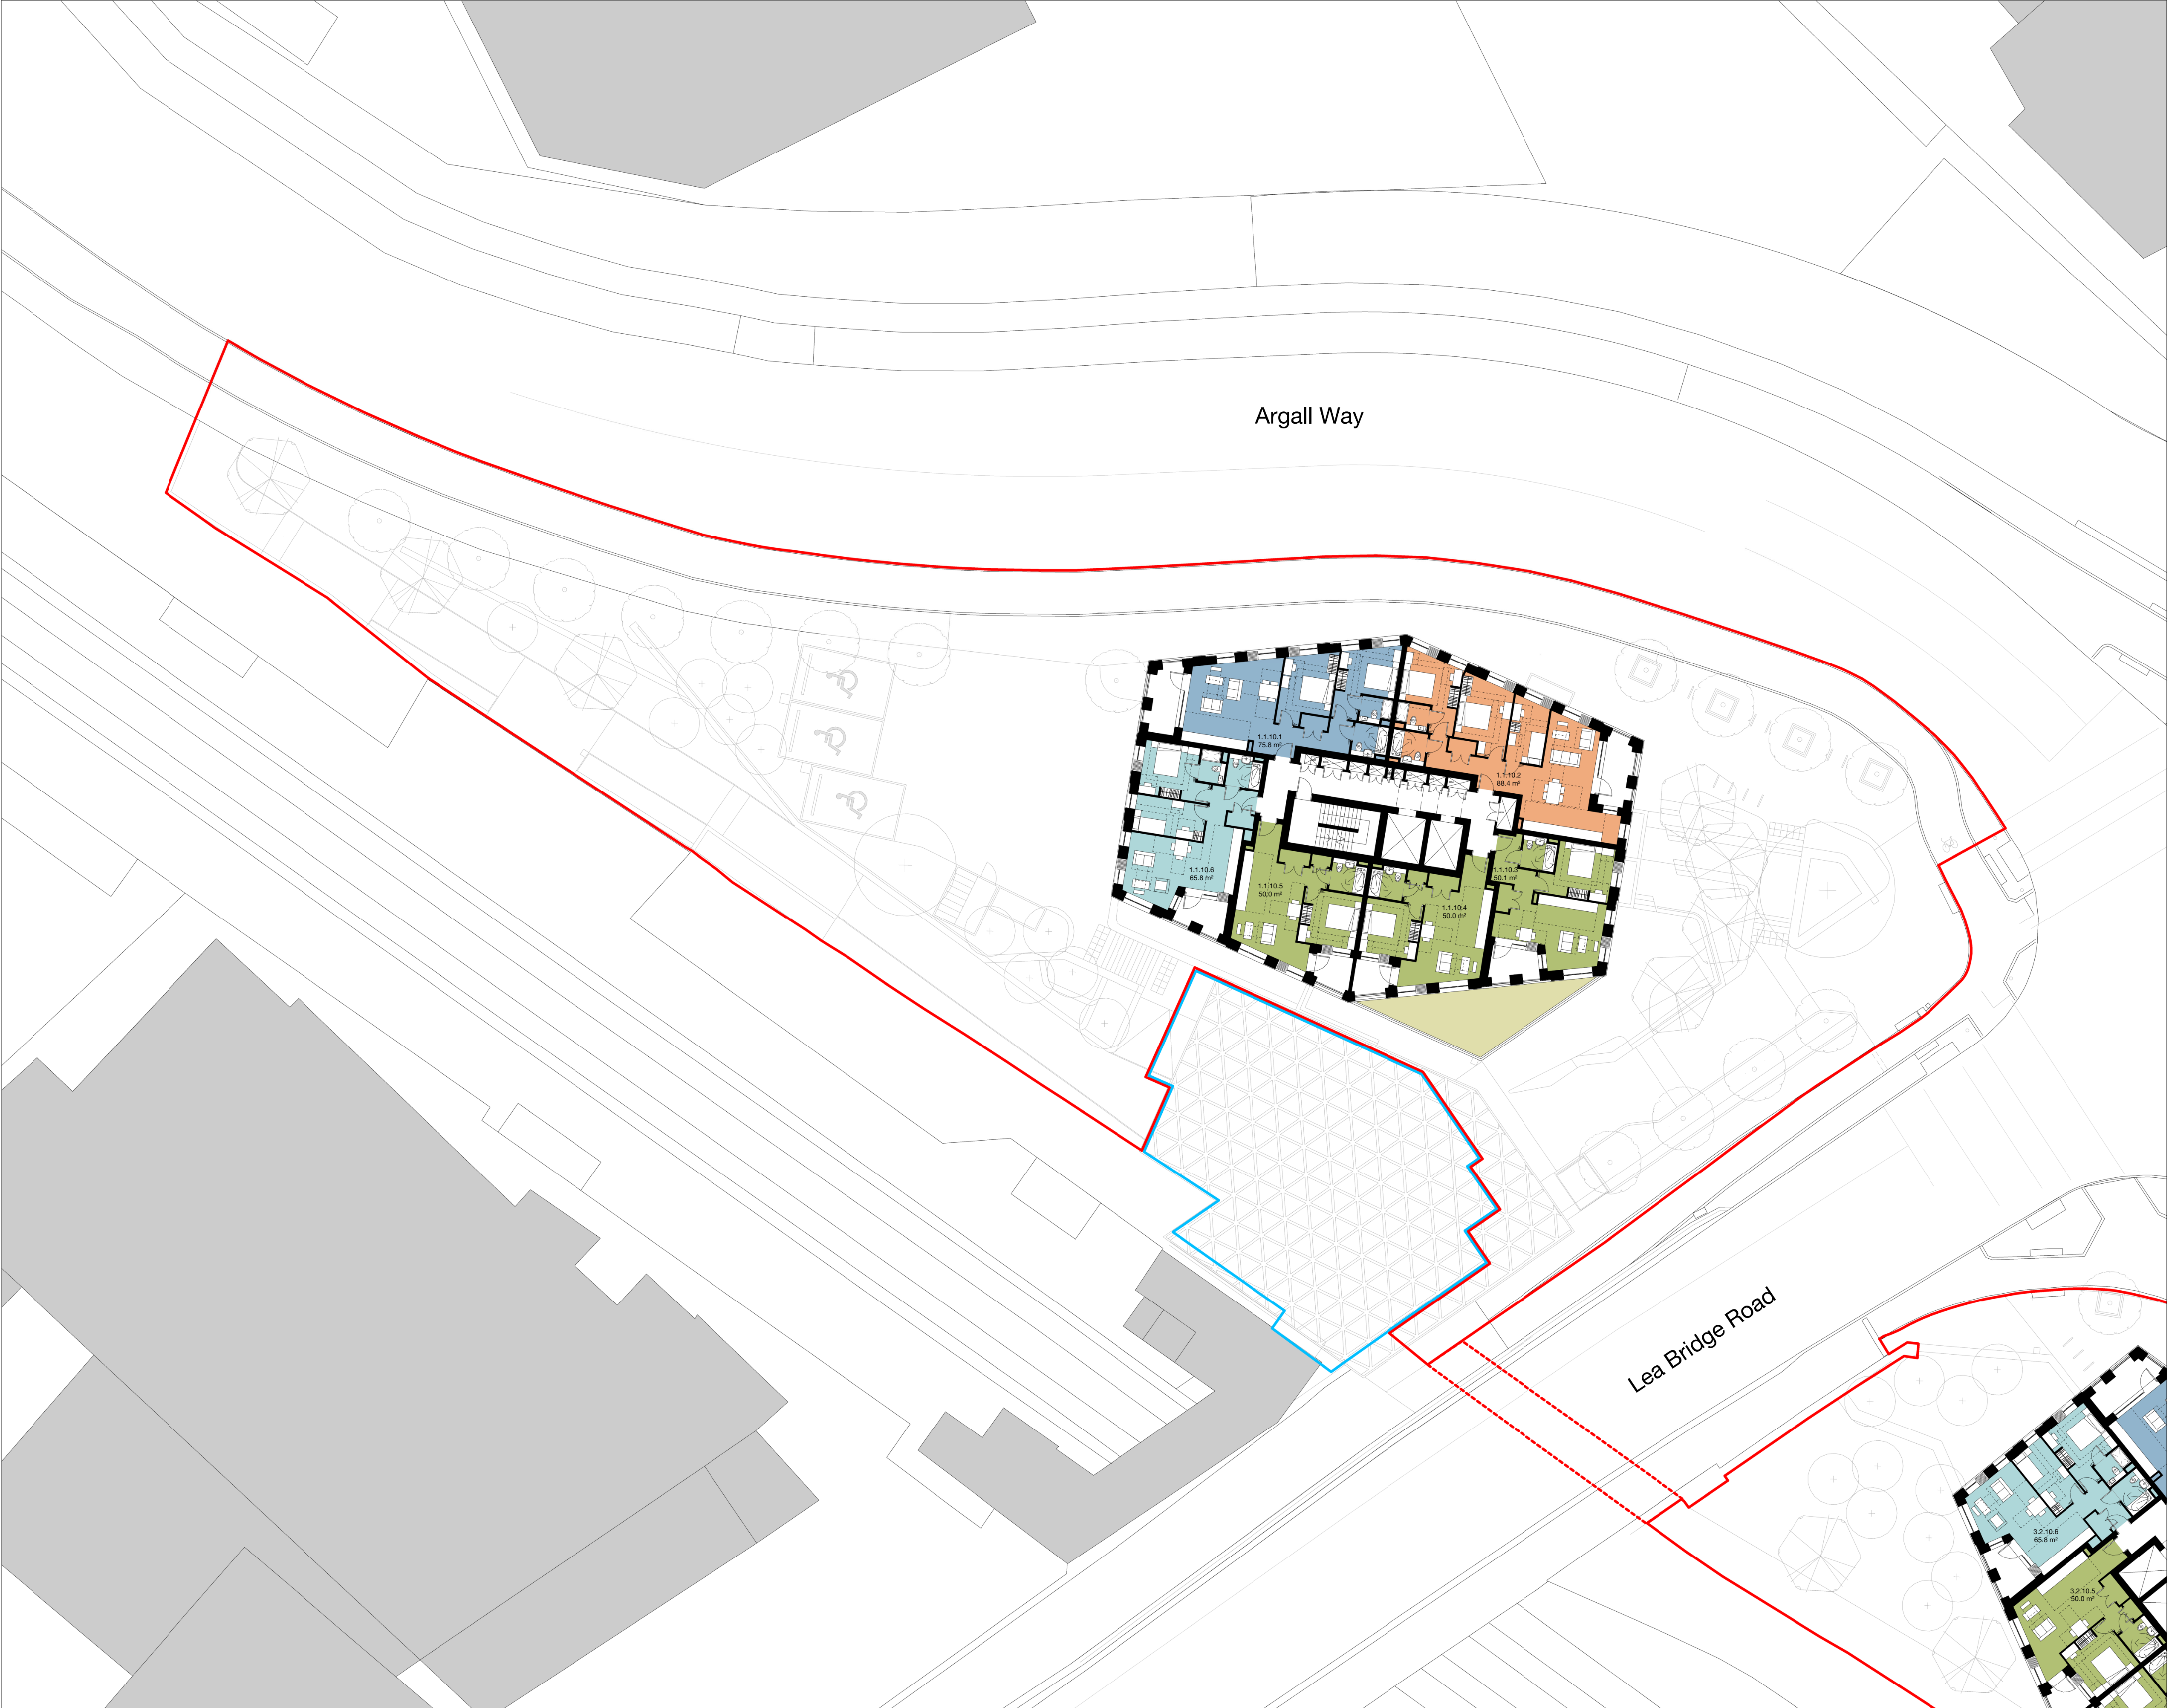 Argall Way
1.1.10.1
75.8 m²
1.1.10.2
88.4 m²
1.1.10.6
65.8 m²
1.1.10.5
50.0 m²
1.1.10.3
50.1 m²
1.1.10.4
50.0 m²
Lea Bridge Road
3.2.10.6
65.8 m²
3.2.10.5
50.0 m²